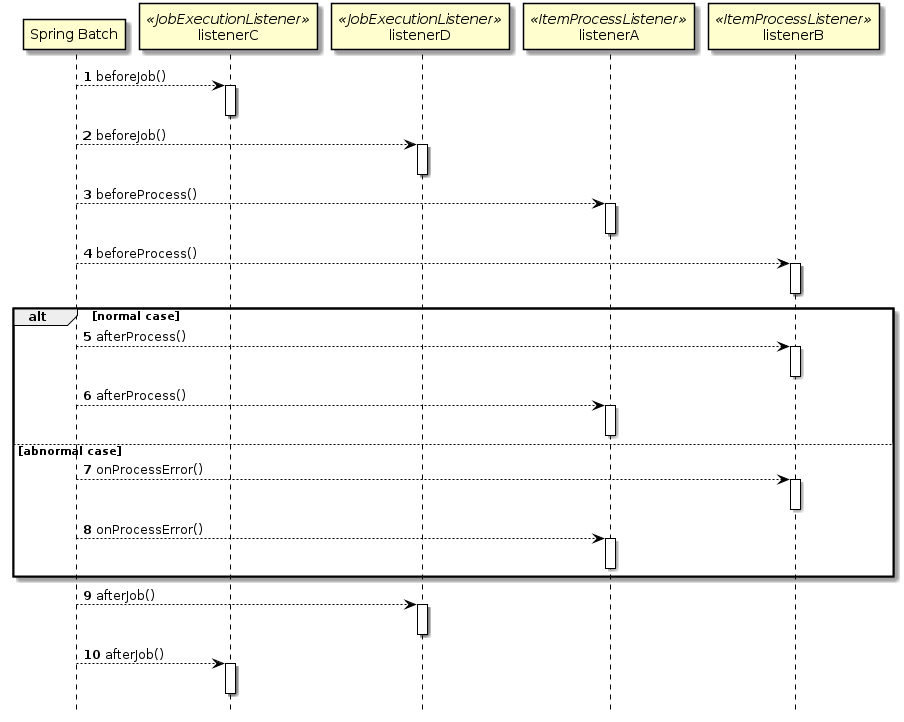 Spring Batch
«JobExecutionListener»
listenerC
«JobExecutionListener»
listenerD
«ItemProcessListener»
listenerA
«ItemProcessListener»
listenerB
1 beforeJob()
2 beforeJob()
3 beforeProcess()
4 beforeProcess()
alt [normal case]
5 afterProcess()
6 afterProcess()
[abnormal case]
7 onProcessError()
8 onProcessError()
9 afterJob()
10 afterJob()